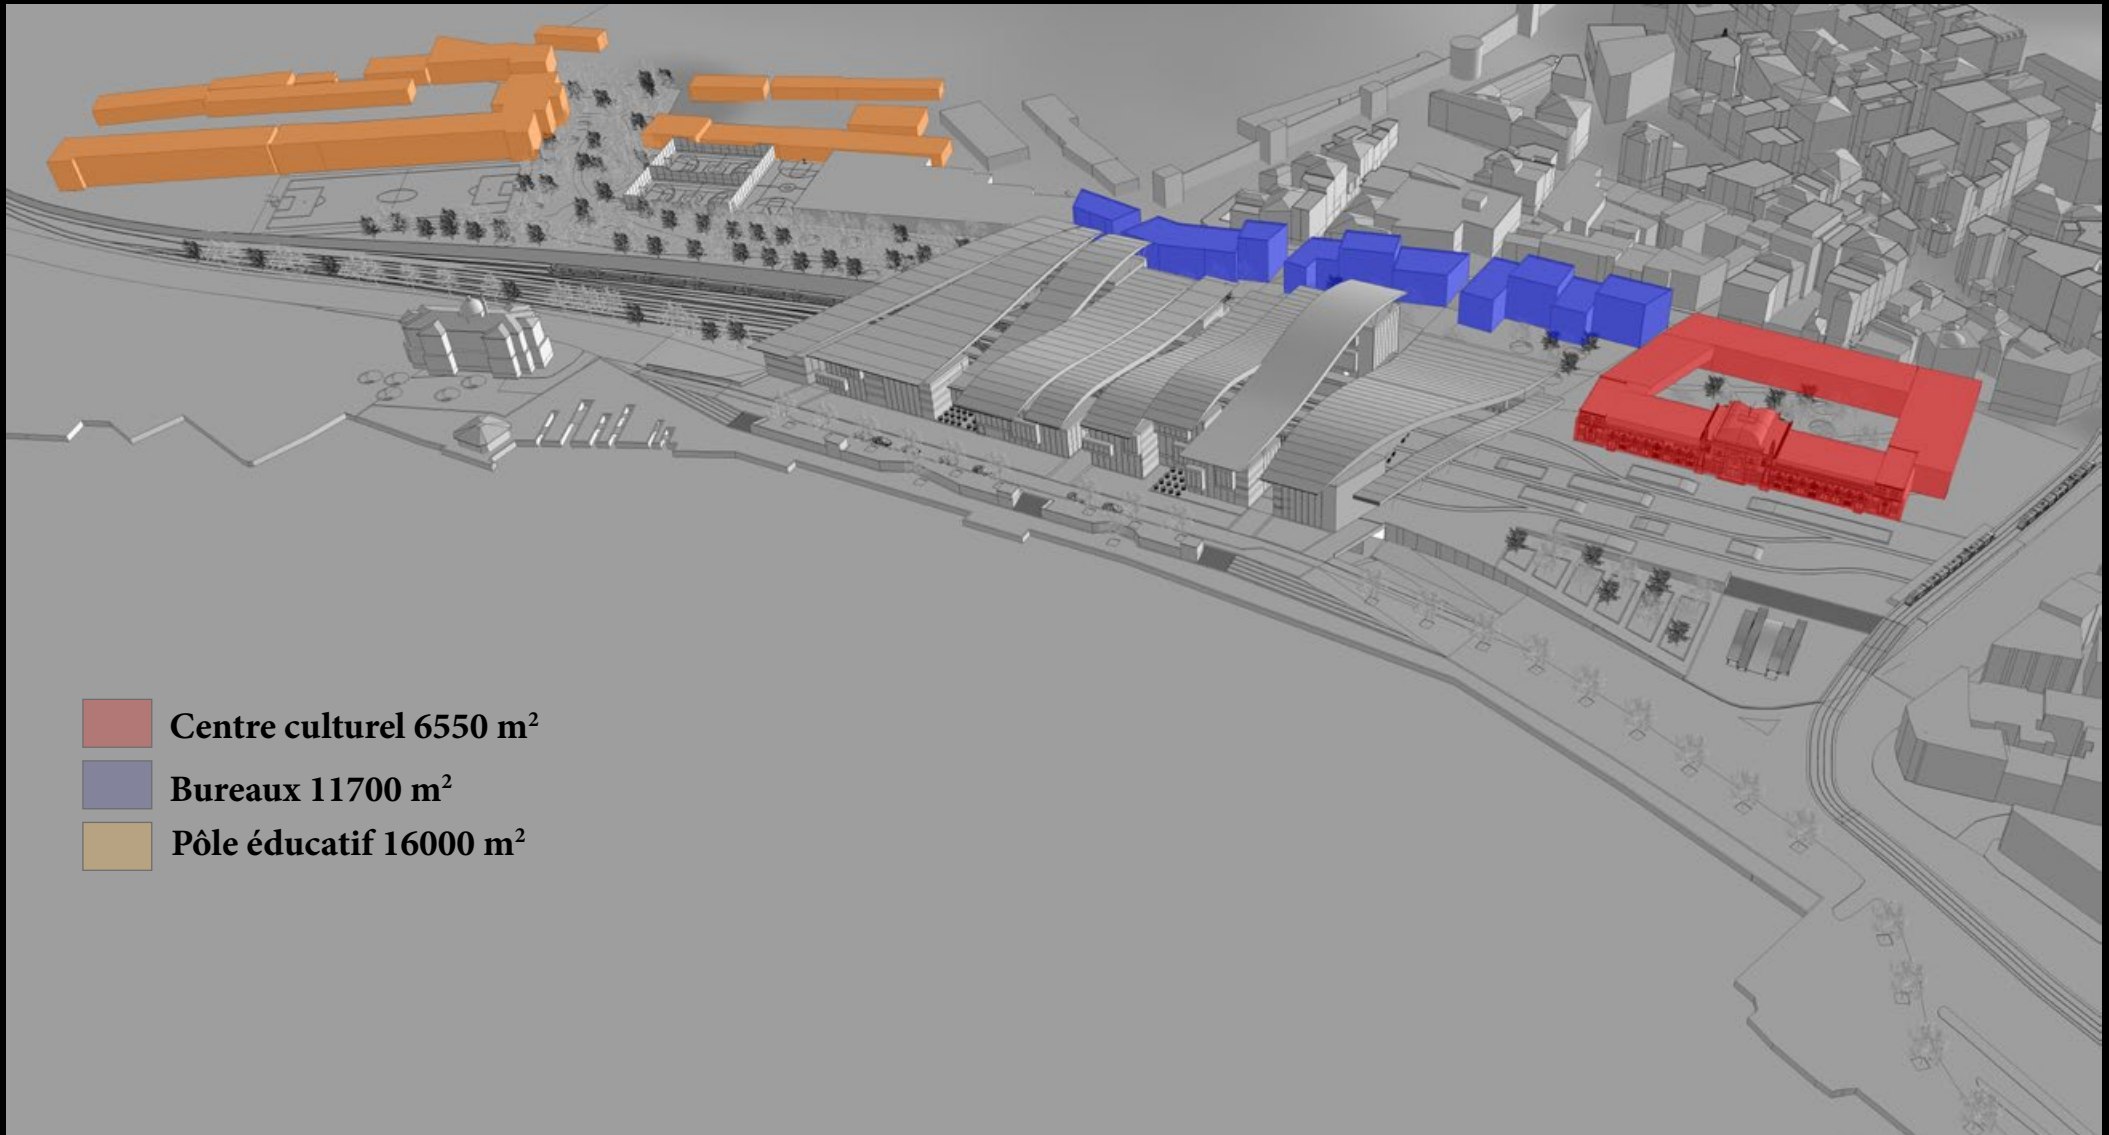 Centre culturel 6550 m²
Bureaux 11700 m²
Pôle éducatif 16000 m²